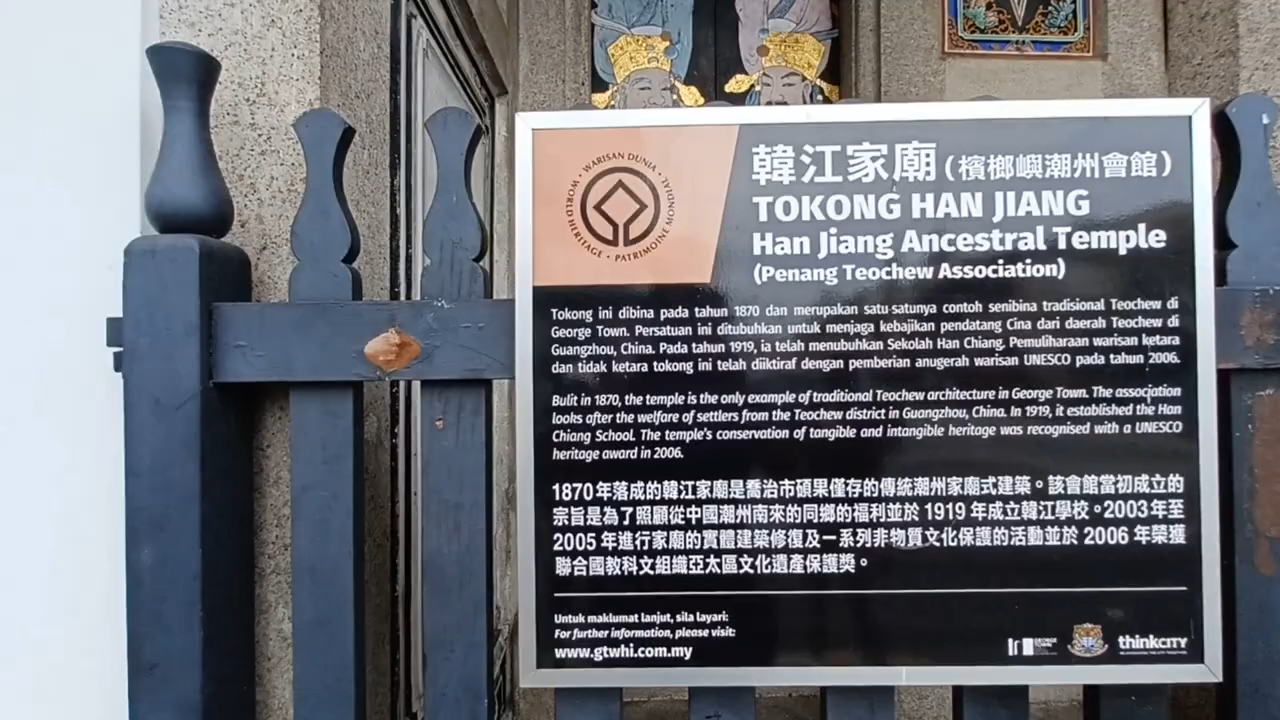 韓江家廟（檳榔嶼潮州會館）
TOKONG HAN JIANG
Han Jiang Ancestral Temple
(Penang Teochew Association)
WARISAN DUNIA • WORLD HERITAGE • PATRIMOINE MONDIAL •
Tokong ini dibina pada tahun 1870 dan merupakan satu-satunya contoh senibina tradisional Teochew di
George Town. Persatuan ini ditubuhkan untuk menjaga kebajikan pendatang Cina dari daerah Teochew di
Guangzhou, China. Pada tahun 1919, ia telah menubuhkan Sekolah Han Chiang. Pemuliharaan warisan ketara
dan tidak ketara tokong ini telah diiktiraf dengan pemberian anugerah warisan UNESCO pada tahun 2006.
Bulit in 1870, the temple is the only example of traditional Teochew architecture in George Town. The association
looks after the welfare of settlers from the Teochew district in Guangzhou, China. In 1919, it established the Han
Chiang School. The temple's conservation of tangible and intangible heritage was recognised with a UNESCO
heritage award in 2006.
1870年落成的韓江家廟是喬治市碩果僅存的傳統潮州家廟式建築。該會館當初成立的
宗旨是為了照顧從中國潮州南來的同鄉的福利並於 1919 年成立韓江學校。2003年至
2005 年進行家廟的實體建築修復及一系列非物質文化保護的活動並於 2006 年榮獲
聯合國教科文組織亞太區文化遺產保護獎。
Untuk maklumat lanjut, sila layari:
For further information, please visit:
www.gtwhi.com.my
GEORGE
TOWN
thinkCITY